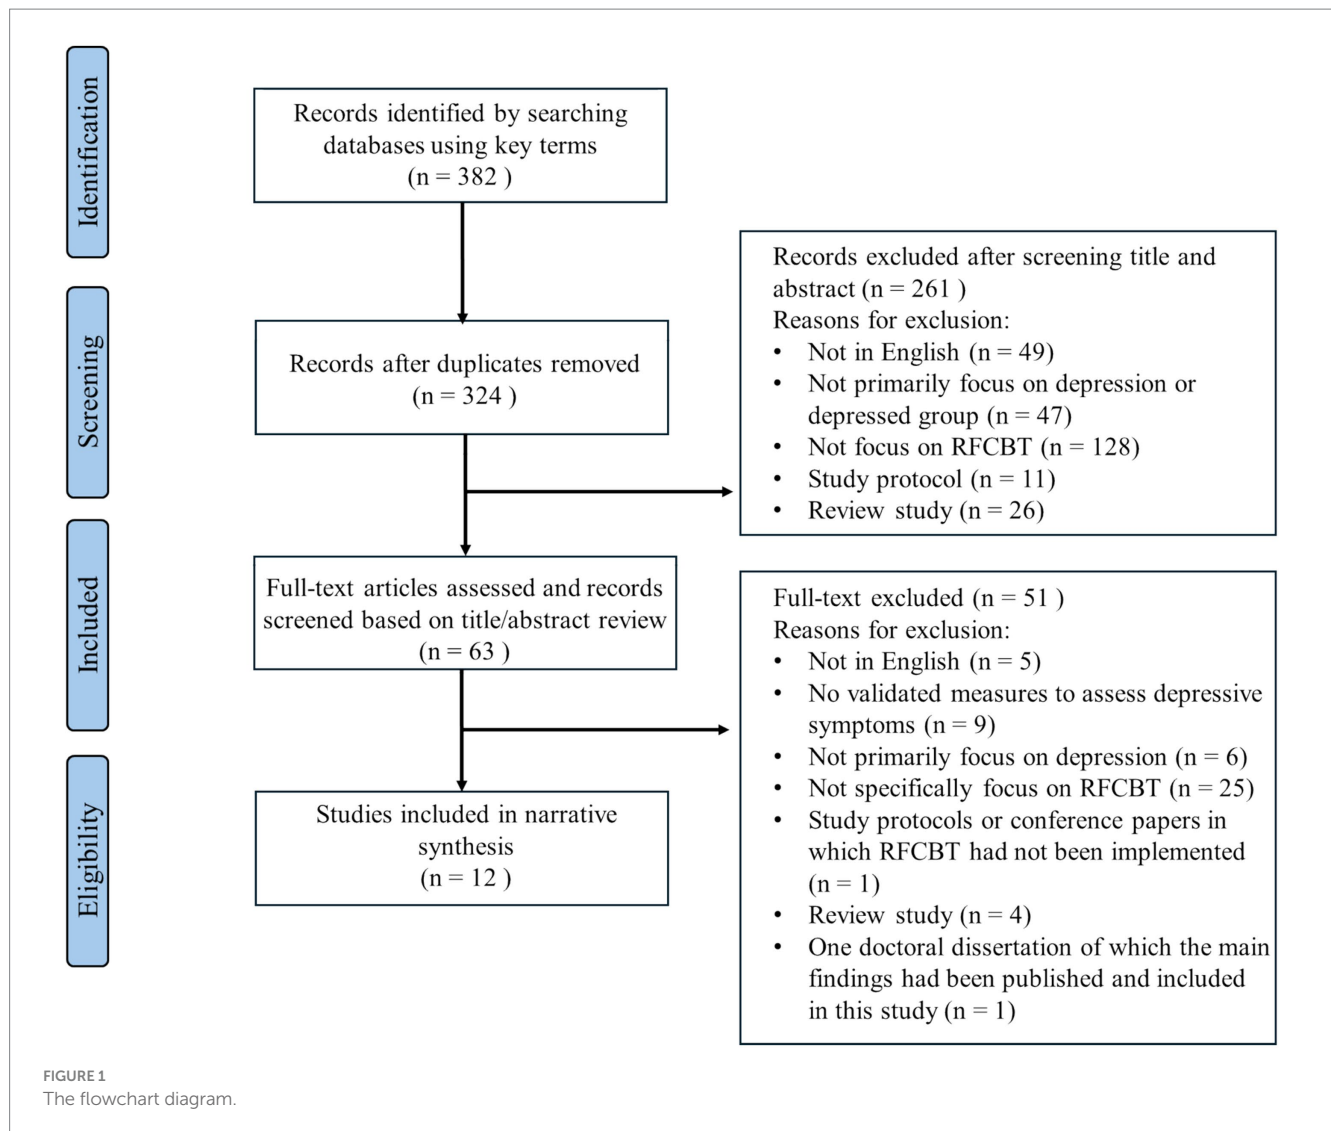 Identification
Records identified by searching
databases using key terms
(n = 382 )
Screening
Records after duplicates removed
(n = 324 )
Records excluded after screening title and
abstract (n = 261 )
Reasons for exclusion:
• Not in English (n = 49)
• Not primarily focus on depression or
depressed group (n = 47)
• Not focus on RFCBT (n = 128)
• Study protocol (n = 11)
• Review study (n = 26)
Included
Full-text articles assessed and records
screened based on title/abstract review
(n = 63 )
Full-text excluded (n = 51 )
Reasons for exclusion:
• Not in English (n = 5)
• No validated measures to assess depressive
symptoms (n = 9)
• Not primarily focus on depression (n = 6)
• Not specifically focus on RFCBT (n = 25)
• Study protocols or conference papers in
which RFCBT had not been implemented
(n = 1)
• Review study (n = 4)
• One doctoral dissertation of which the main
findings had been published and included
in this study (n = 1)
Eligibility
Studies included in narrative
synthesis
(n = 12 )
FIGURE 1
The flowchart diagram.